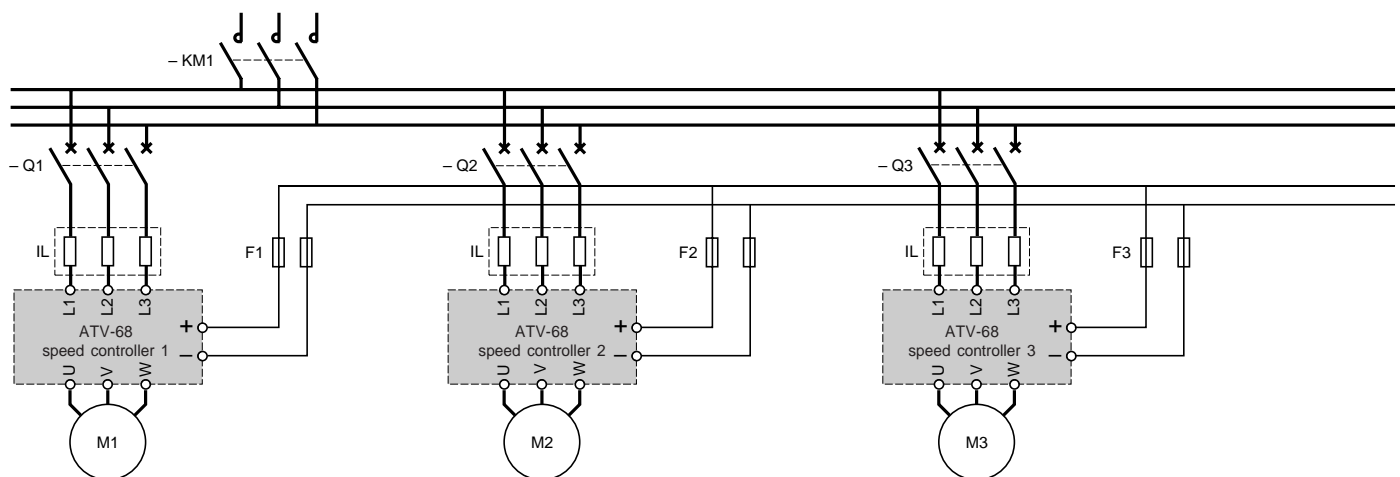 – KM1
– Q1
– Q2
– Q3
IL
F1
IL
F2
IL
F3
L1
L2
L3
L1
L2
L3
L1
L2
L3
ATV-68
speed controller 1
+
–
ATV-68
speed controller 2
+
–
ATV-68
speed controller 3
+
–
U
V
W
U
V
W
U
V
W
M1
M2
M3